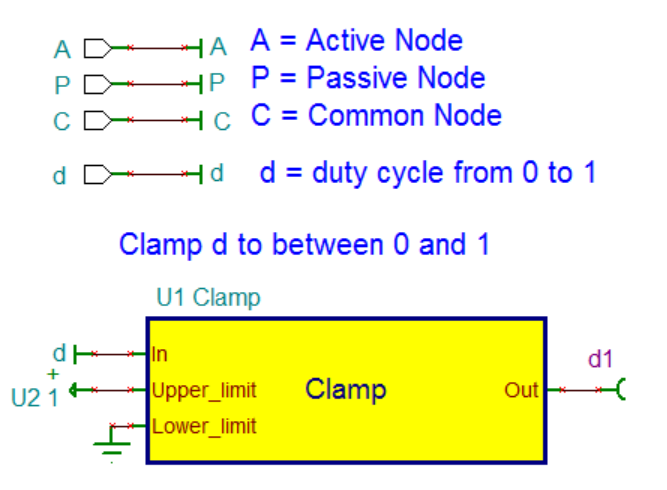 A A A = Active Node
P P P = Passive Node
C C C = Common Node
d d d = duty cycle from 0 to 1
Clamp d to between 0 and 1
U1 Clamp
d In d1
+
U2 1 Upper_limit Clamp Out
Lower_limit